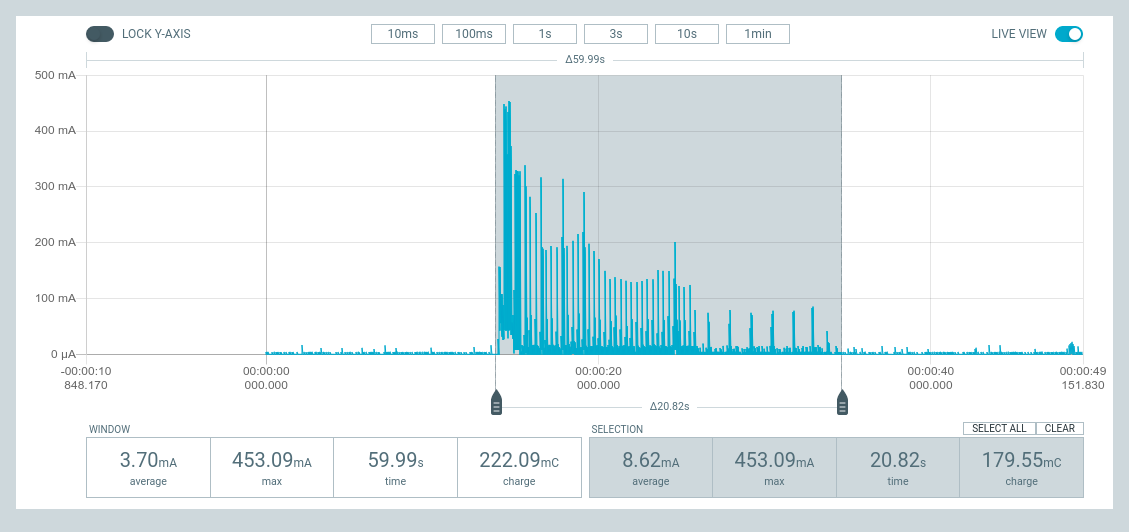 LOCK Y-AXIS 10ms 100ms 1s 3s 10s 1min LIVE VIEW
Δ59.99s
500 mA
400 mA
300 mA
200 mA
100 mA
0 µA
-00:00:10 00:00:00 00:00:20 00:00:40 00:00:49
848.170 000.000 000.000 000.000 151.830
Δ20.82s
WINDOW SELECTION SELECT ALL CLEAR
3.70mA 453.09mA 59.99s 222.09mC 8.62mA 453.09mA 20.82s 179.55mC
average max time charge average max time charge